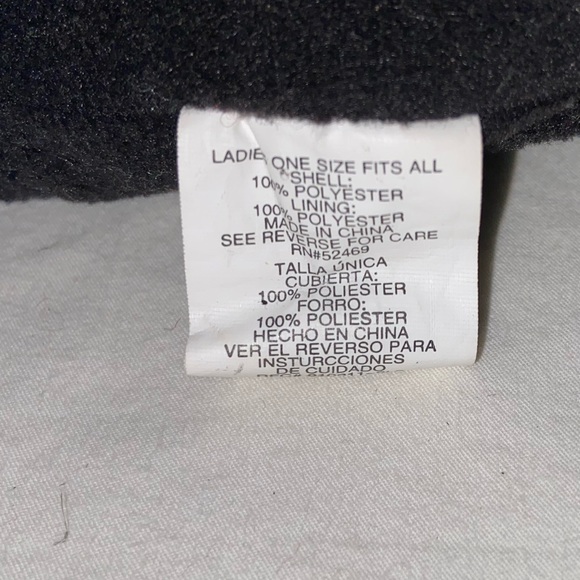 LADIE ONE SIZE FITS ALL
SHELL:
100% POLYESTER
LINING:
100% POLYESTER
MADE IN CHINA
SEE REVERSE FOR CARE
RN#52469
TALLA ÚNICA
CUBIERTA:
100% POLIESTER
FORRO:
100% POLIESTER
HECHO EN CHINA
VER EL REVERSO PARA
INSTURCCIONES
DE CUIDADO